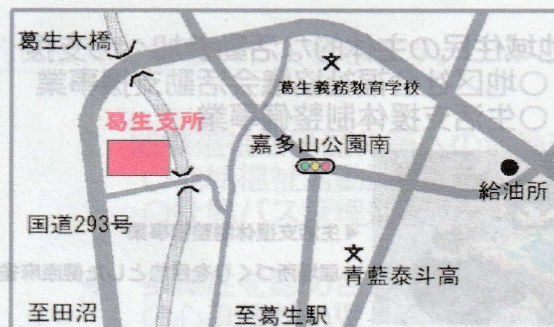 葛生大橋
葛生義務教育学校
葛生支所
嘉多山公園南
給油所
国道293号
青藍泰斗高
至田沼
至葛生駅